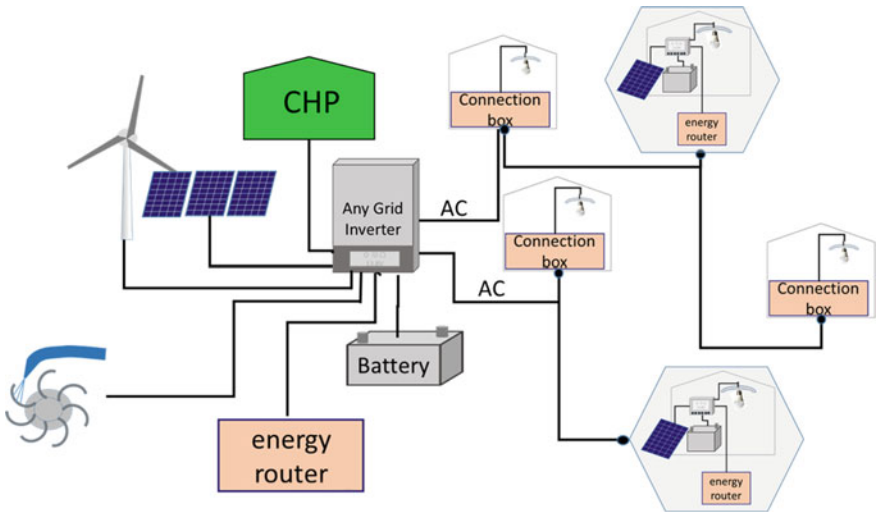 CHP
Connection
box
energy
router
Any Grid
Inverter
AC
Connection
box
AC
Connection
box
Battery
energy
router
energy
router